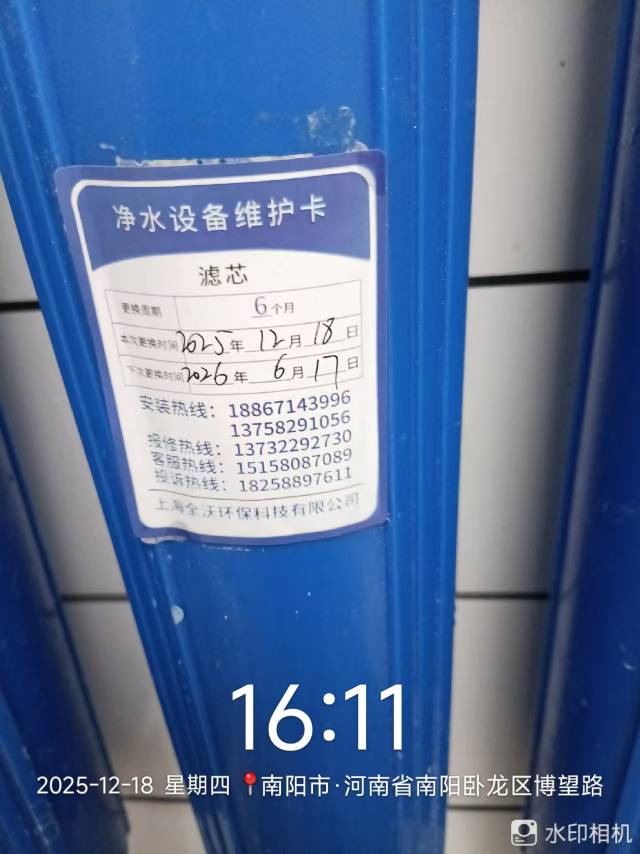 净水设备维护卡
滤芯
更换周期 6个月
本次更换时间 2025年 12月 18日
下次更换时间 2026年 6月 17日
安装热线：18867143996
13758291056
报修热线：13732292730
客服热线：15158087089
投诉热线：18258897611
上海全沃环保科技有限公司
16:11
2025-12-18 星期四 南阳市·河南省南阳卧龙区博望路
水印相机